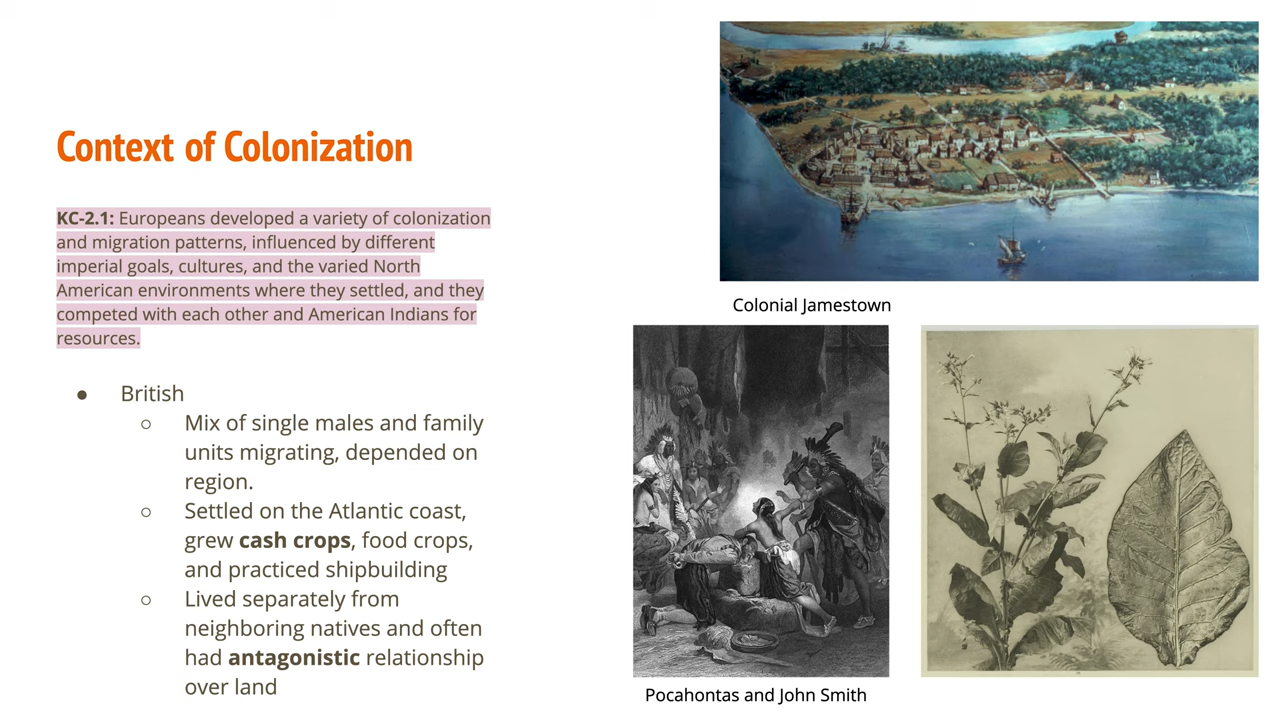 Context of Colonization
KC-2.1: Europeans developed a variety of colonization
and migration patterns, influenced by different
imperial goals, cultures, and the varied North
American environments where they settled, and they
competed with each other and American Indians for
resources.
● British
○ Mix of single males and family
units migrating, depended on
region.
○ Settled on the Atlantic coast,
grew cash crops, food crops,
and practiced shipbuilding
○ Lived separately from
neighboring natives and often
had antagonistic relationship
over land
Colonial Jamestown
Pocahontas and John Smith